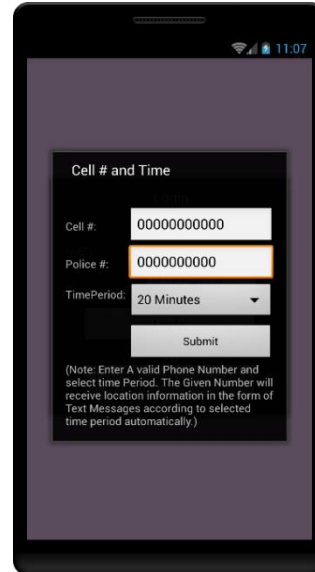 11:07
Cell # and Time
Cell #:
00000000000
Police #:
0000000000
TimePeriod:
20 Minutes
Submit
(Note: Enter A valid Phone Number and
select time Period. The Given Number will
receive location information in the form of
Text Messages according to selected
time period automatically.)